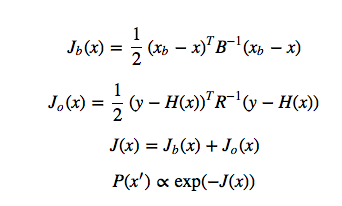 J_b(x) = 1/2 (x_b − x)^T B^{-1} (x_b − x)
J_o(x) = 1/2 (y − H(x))^T R^{-1} (y − H(x))
J(x) = J_b(x) + J_o(x)
P(x′) ∝ exp(−J(x))